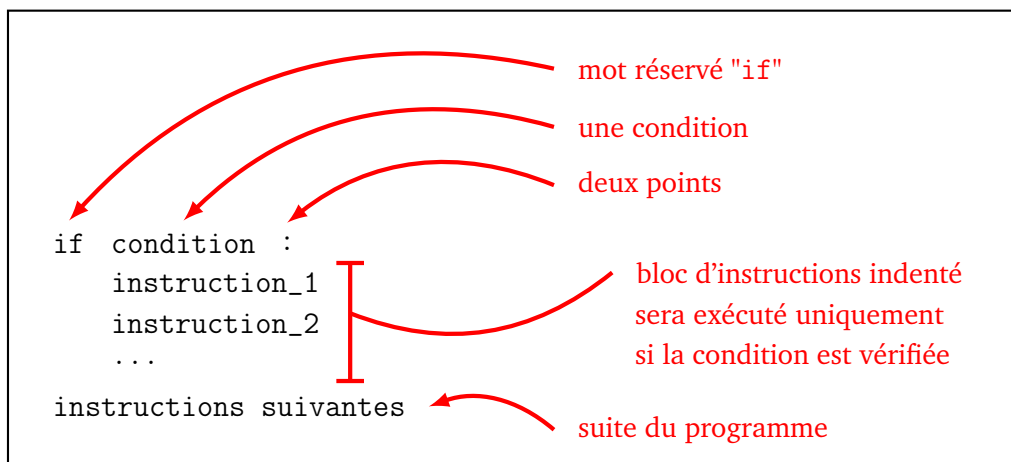 mot réservé "if"
une condition
deux points
if condition :
instruction_1
instruction_2
...
bloc d'instructions indenté
sera exécuté uniquement
si la condition est vérifiée
instructions suivantes
suite du programme